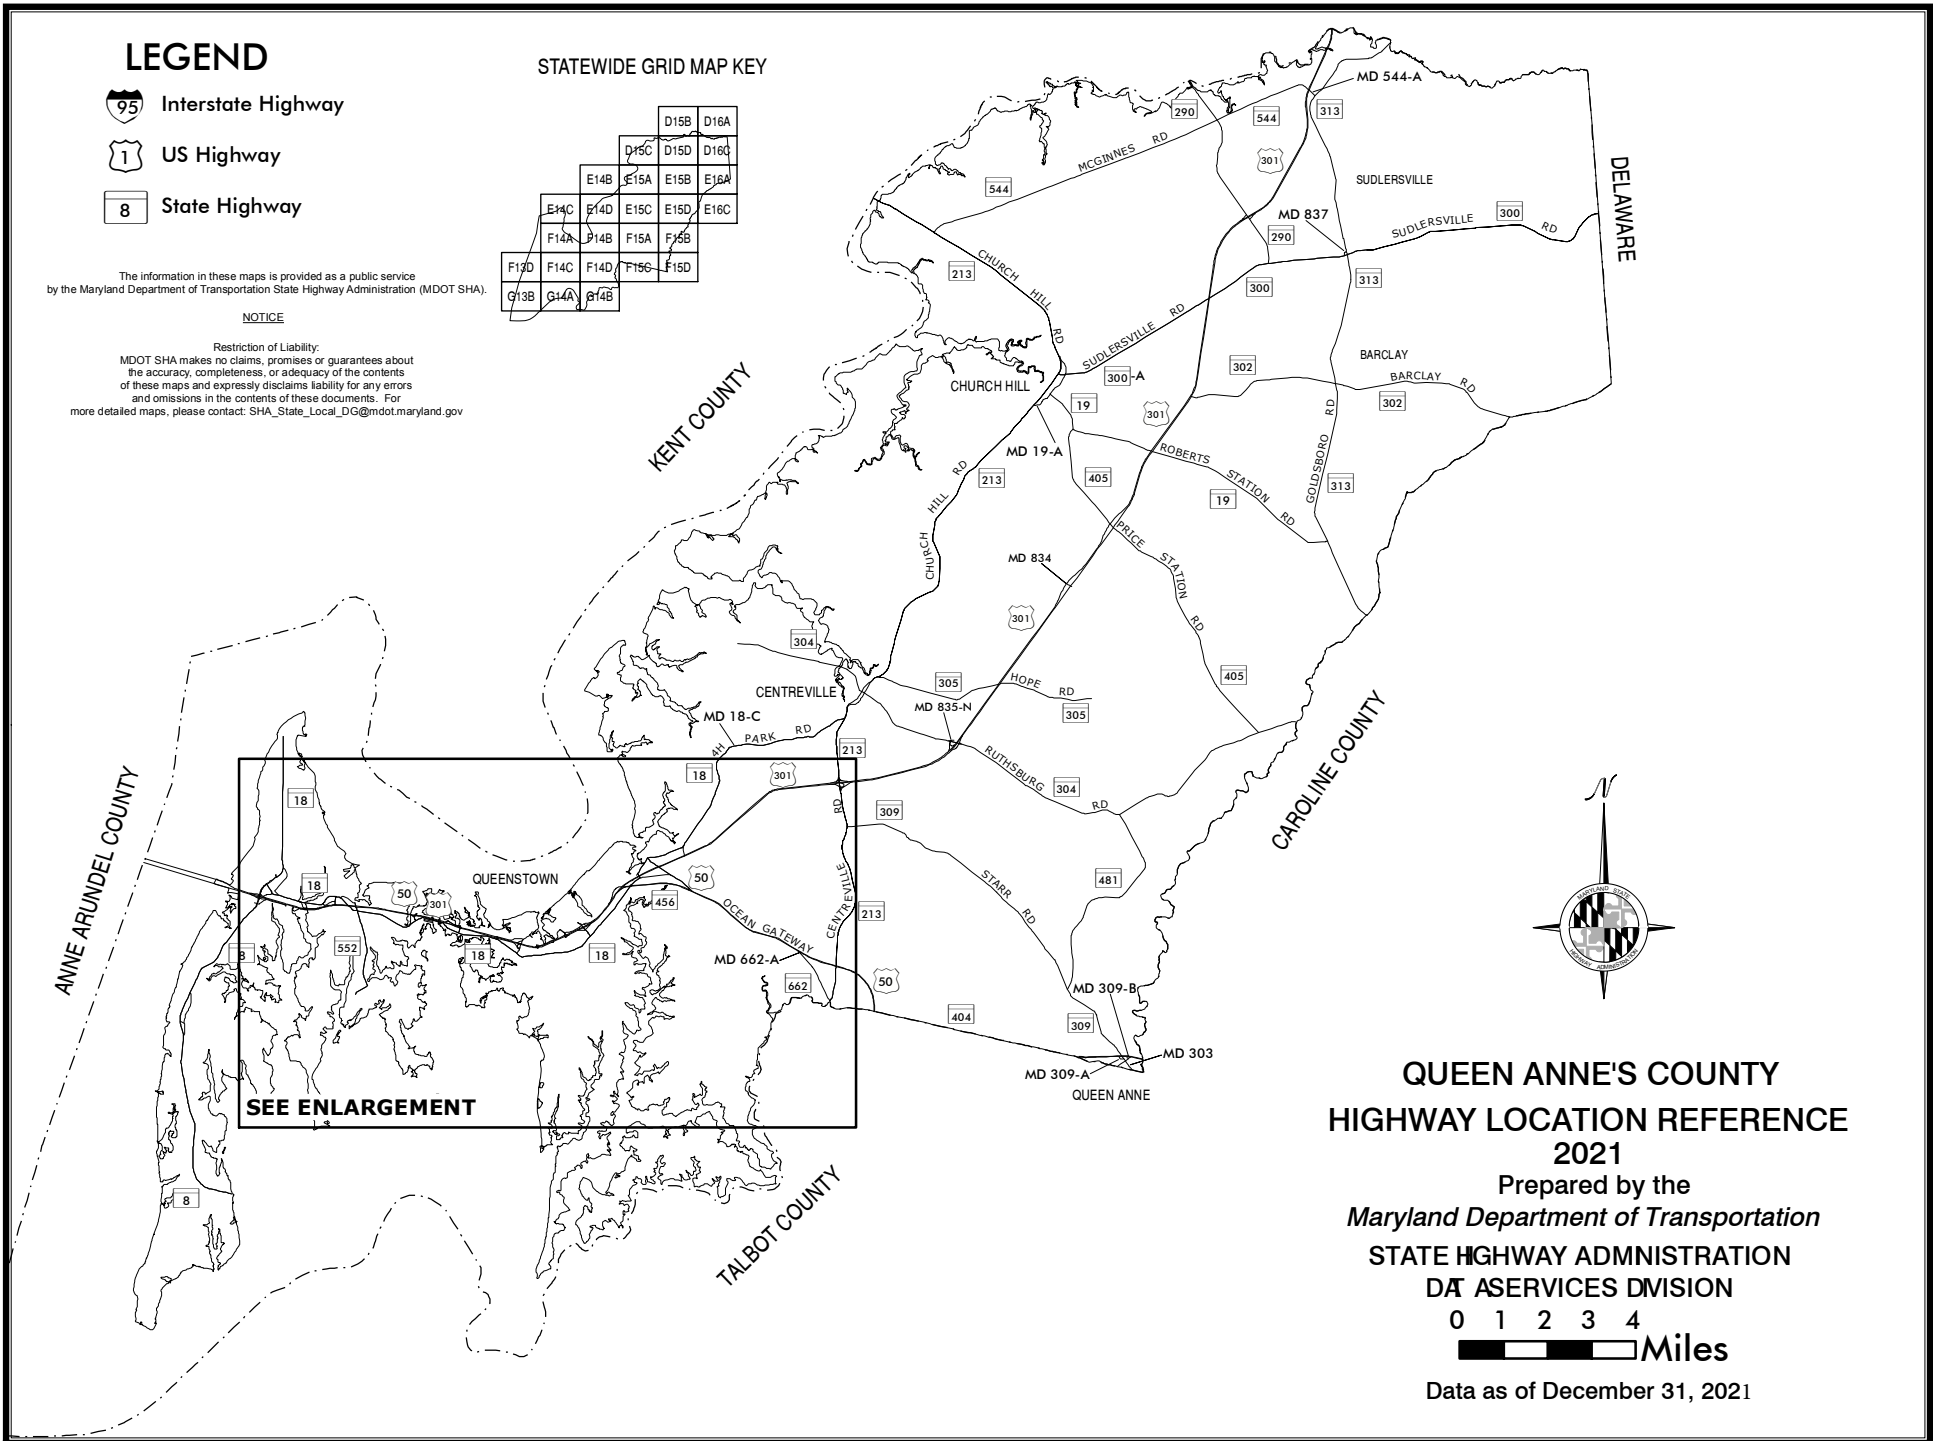 LEGEND
95 Interstate Highway
1 US Highway
8 State Highway
The information in these maps is provided as a public service
by the Maryland Department of Transportation State Highway Administration (MDOT SHA).
NOTICE
Restriction of Liability:
MDOT SHA makes no claims, promises or guarantees about
the accuracy, completeness, or adequacy of the contents
of these maps and expressly disclaims liability for any errors
and omissions in the contents of these documents. For
more detailed maps, please contact: SHA_State_Local_DG@mdot.maryland.gov
STATEWIDE GRID MAP KEY
D15B D16A
D15C D15D D16C
E14B E15A E15B E16A
E14C E14D E15C E15D E16C
F14A F14B F15A F15B
F13D F14C F14D F15C F15D
G13B G14A G14B
MD 544-A
290
544
313
MCGINNES RD
301
544
SUDLERSVILLE
DELAWARE
MD 837
SUDLERSVILLE RD
300
290
213
CHURCH HILL RD
313
300
SUDLERSVILLE RD
KENT COUNTY
CHURCH HILL
300-A
302
BARCLAY
BARCLAY RD
302
19
301
MD 19-A
ROBERTS STATION RD
GOLDSBORO RD
CHURCH HILL RD
213
405
19
313
PRICE STATION RD
MD 834
301
304
405
CENTREVILLE
305
HOPE RD
305
MD 835-N
MD 18-C
4H PARK RD
213
CAROLINE COUNTY
18
301
RUTHSBURG RD
304
18
309
ANNE ARUNDEL COUNTY
CENTREVILLE RD
QUEENSTOWN
50
STARR RD
481
18
50
301
456
OCEAN GATEWAY
213
8
552
18
18
MD 662-A
662
50
MD 309-B
404
309
MD 303
MD 309-A
QUEEN ANNE
SEE ENLARGEMENT
8
TALBOT COUNTY
N
MARYLAND STATE
HIGHWAY ADMINISTRATION
QUEEN ANNE'S COUNTY
HIGHWAY LOCATION REFERENCE
2021
Prepared by the
Maryland Department of Transportation
STATE HIGHWAY ADMNISTRATION
DAT ASERVICES DIVISION
0 1 2 3 4
Miles
Data as of December 31, 2021